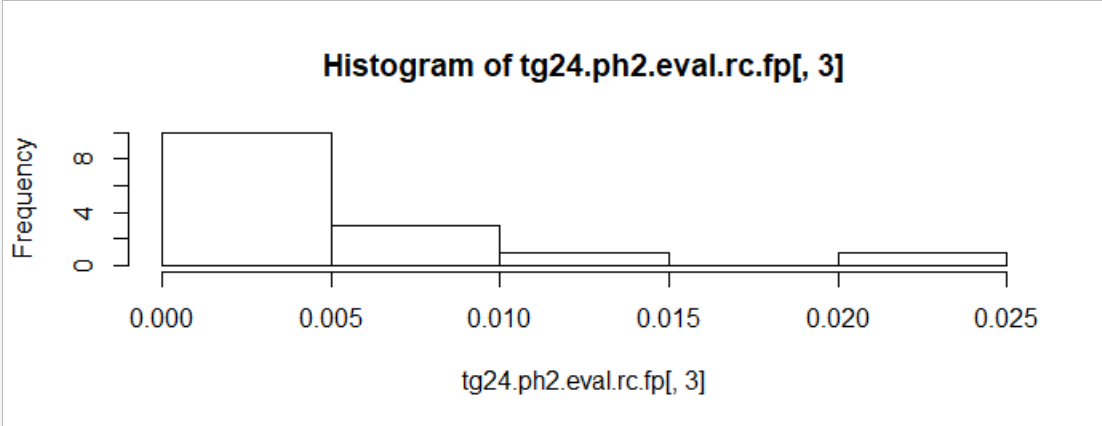 Histogram of tg24.ph2.eval.rc.fp[, 3]
Frequency
8
4
0
0.000 0.005 0.010 0.015 0.020 0.025
tg24.ph2.eval.rc.fp[, 3]